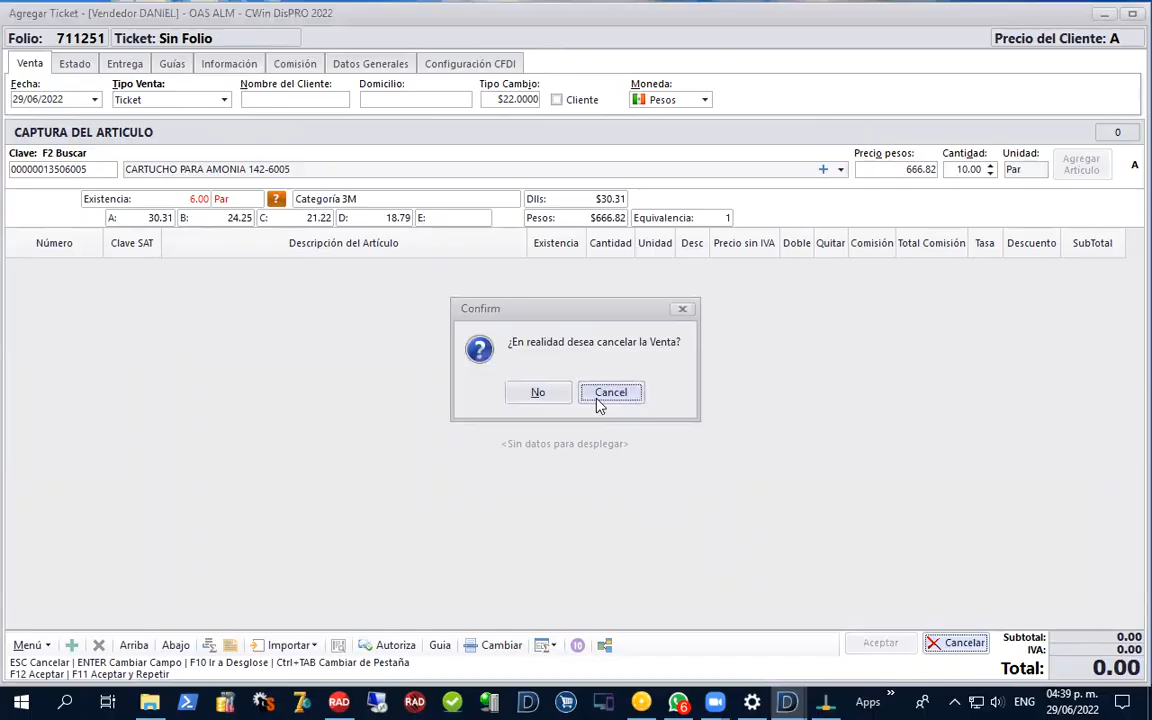 Agregar Ticket - [Vendedor DANIEL] - OAS ALM - CWin DisPRO 2022
Folio: 711251 Ticket: Sin Folio Precio del Cliente: A
Venta Estado Entrega Guías Información Comisión Datos Generales Configuración CFDI
Fecha: Tipo Venta: Nombre del Cliente: Domicilio: Tipo Cambio: Moneda:
29/06/2022 Ticket $22.0000 Cliente Pesos
CAPTURA DEL ARTICULO 0
Clave: F2 Buscar Precio pesos: Cantidad: Unidad: Agregar Artículo A
00000013506005 CARTUCHO PARA AMONIA 142-6005 666.82 10.00 Par
Existencia: 6.00 Par ? Categoría 3M Dlls: $30.31
A: 30.31 B: 24.25 C: 21.22 D: 18.79 E: Pesos: $666.82 Equivalencia: 1
Número Clave SAT Descripción del Artículo Existencia Cantidad Unidad Desc Precio sin IVA Doble Quitar Comisión Total Comisión Tasa Descuento SubTotal
Confirm
¿En realidad desea cancelar la Venta?
No Cancel
<Sin datos para desplegar>
Menú Arriba Abajo Importar Autoriza Guia Cambiar 10 Aceptar Cancelar
Subtotal: 0.00
IVA: 0.00
Total: 0.00
ESC Cancelar | ENTER Cambiar Campo | F10 Ir a Desglose | Ctrl+TAB Cambiar de Pestaña
F12 Aceptar | F11 Aceptar y Repetir
RAD RAD 6 D Apps ENG 04:39 p. m.
29/06/2022